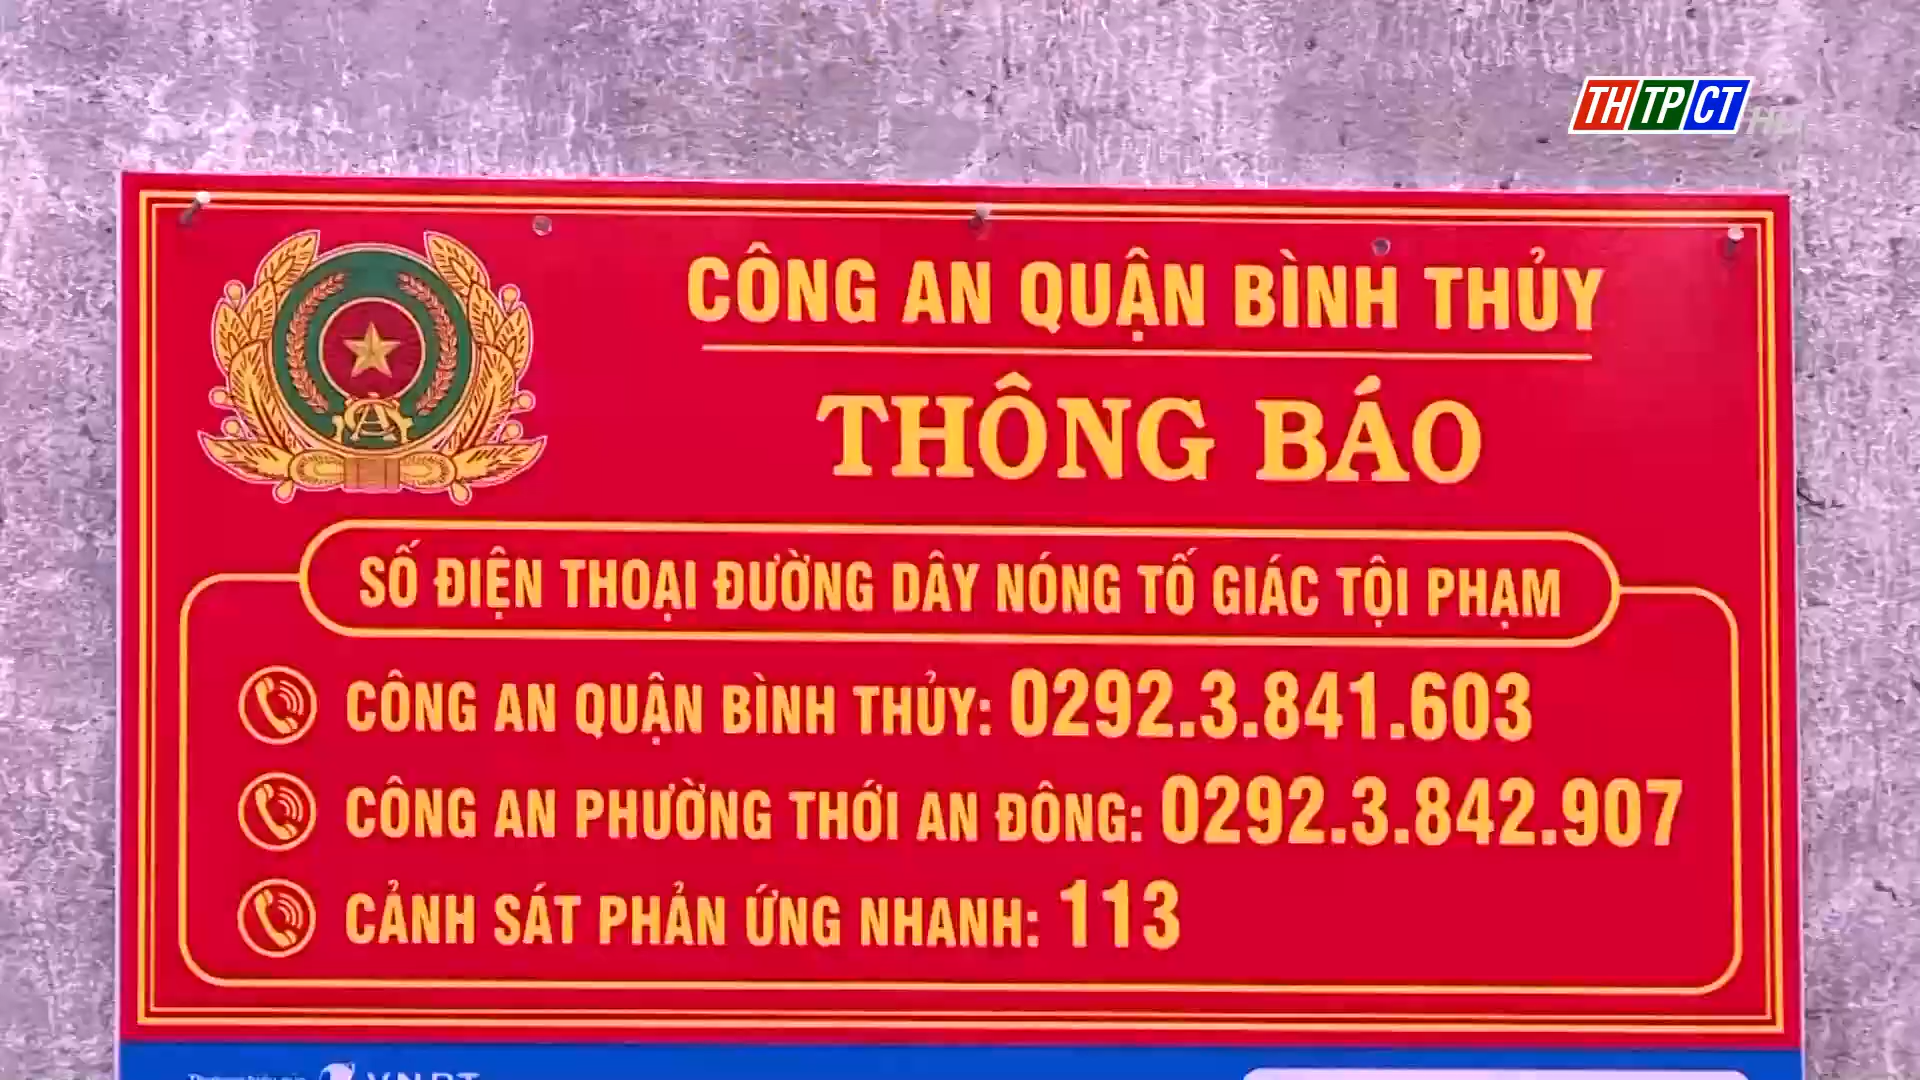 THTPCT HD
CÔNG AN QUẬN BÌNH THỦY
THÔNG BÁO
SỐ ĐIỆN THOẠI ĐƯỜNG DÂY NÓNG TỐ GIÁC TỘI PHẠM
CÔNG AN QUẬN BÌNH THỦY: 0292.3.841.603
CÔNG AN PHƯỜNG THỚI AN ĐÔNG: 0292.3.842.907
CẢNH SÁT PHẢN ỨNG NHANH: 113
VNPT